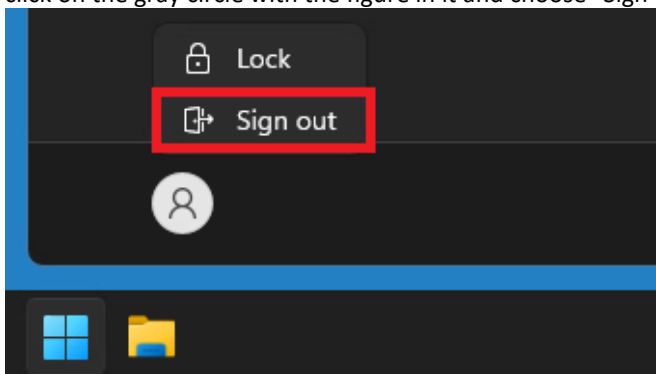 click on the gray circle with the figure in it and choose "Sign
Lock
Sign out